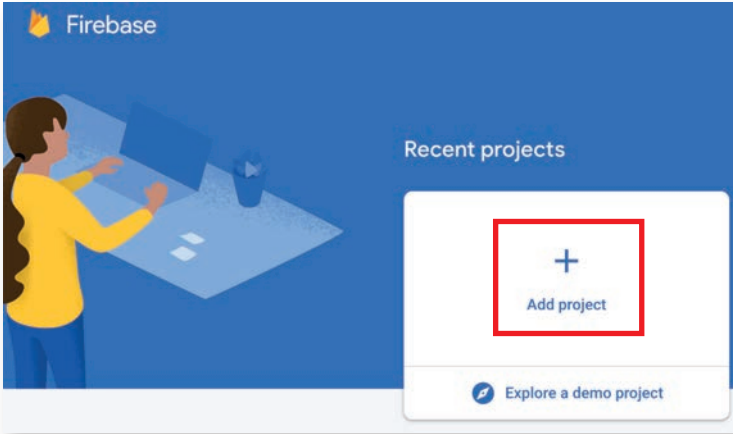 Firebase
Recent projects
Add project
Explore a demo project